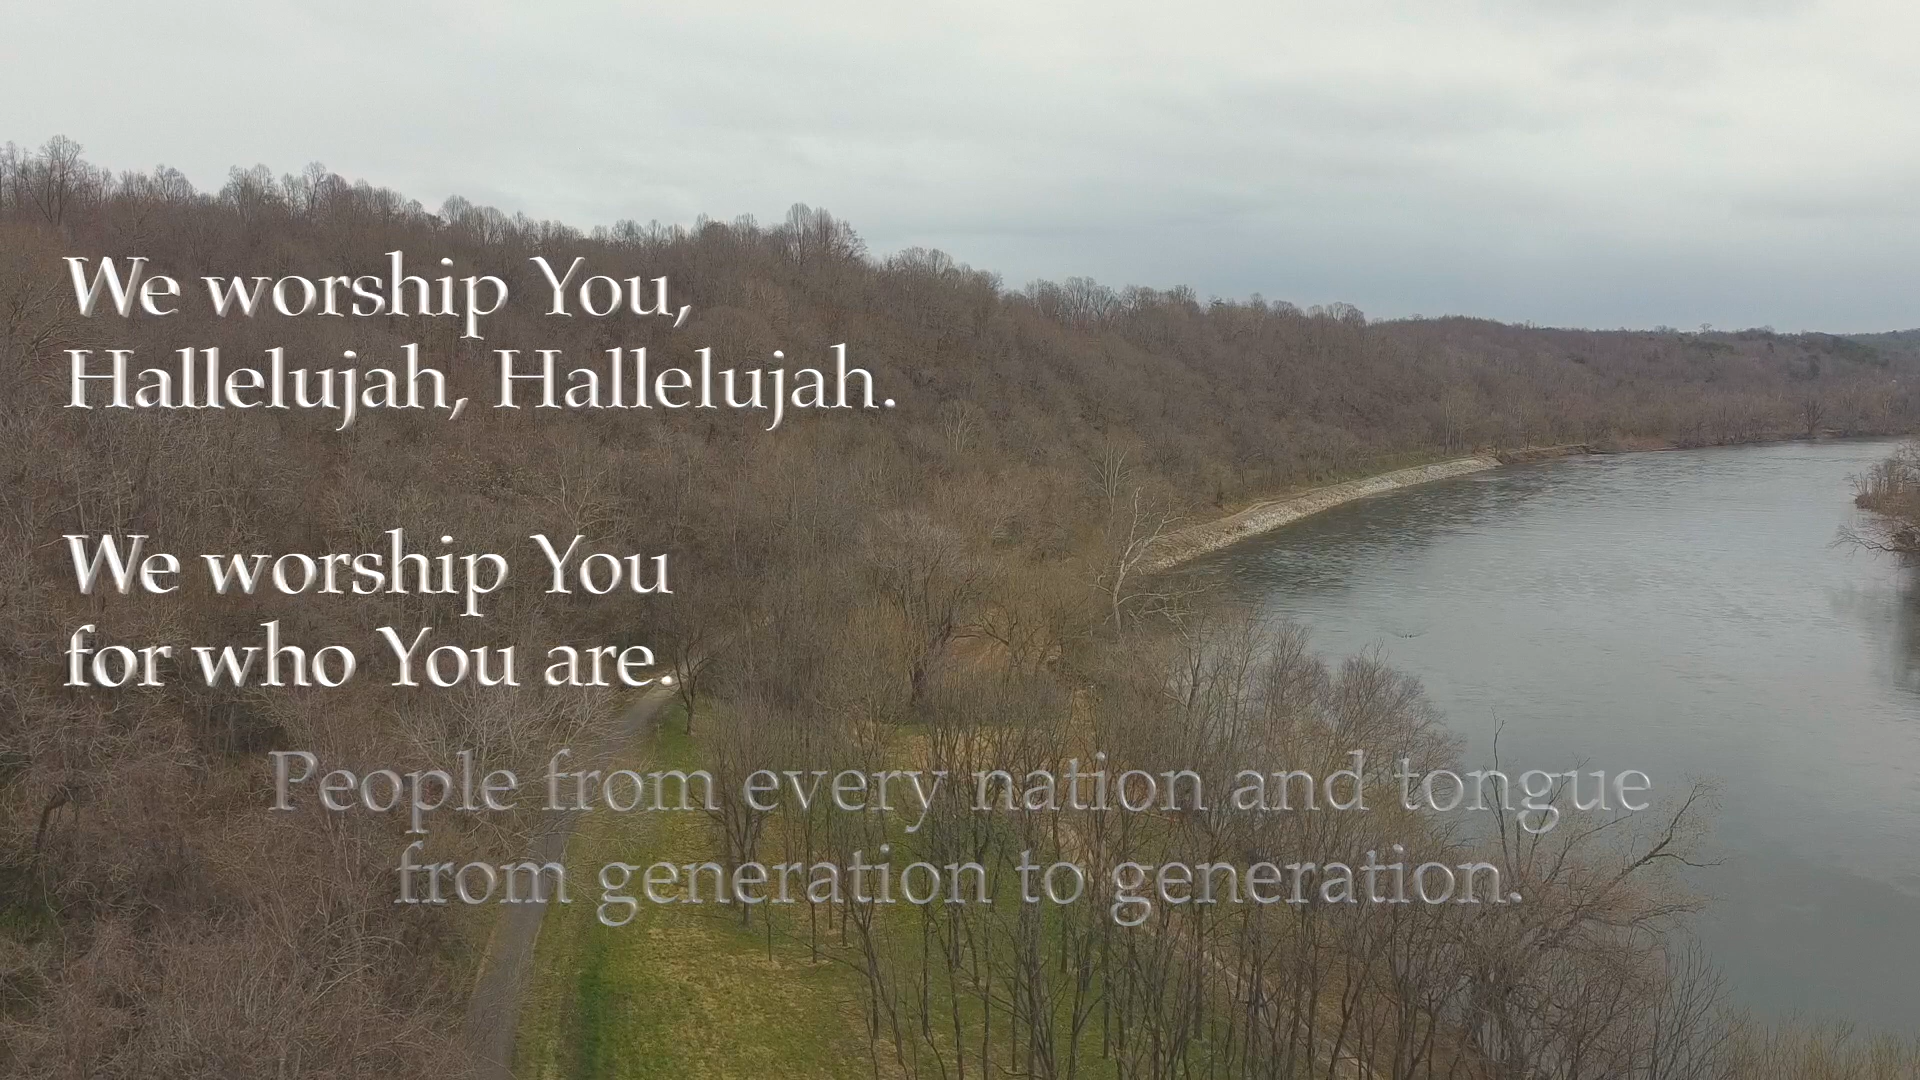 We worship You,
Hallelujah, Hallelujah.
We worship You
for who You are.
People from every nation and tongue
from generation to generation.